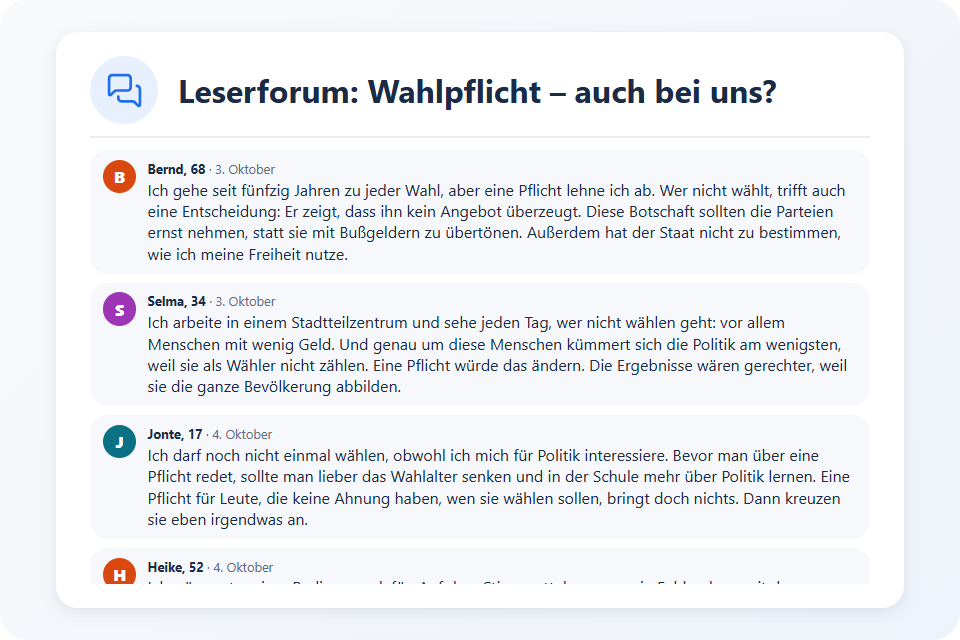 Leserforum: Wahlpflicht – auch bei uns?
B
Bernd, 68 · 3. Oktober
Ich gehe seit fünfzig Jahren zu jeder Wahl, aber eine Pflicht lehne ich ab. Wer nicht wählt, trifft auch
eine Entscheidung: Er zeigt, dass ihn kein Angebot überzeugt. Diese Botschaft sollten die Parteien
ernst nehmen, statt sie mit Bußgeldern zu übertönen. Außerdem hat der Staat nicht zu bestimmen,
wie ich meine Freiheit nutze.
S
Selma, 34 · 3. Oktober
Ich arbeite in einem Stadtteilzentrum und sehe jeden Tag, wer nicht wählen geht: vor allem
Menschen mit wenig Geld. Und genau um diese Menschen kümmert sich die Politik am wenigsten,
weil sie als Wähler nicht zählen. Eine Pflicht würde das ändern. Die Ergebnisse wären gerechter, weil
sie die ganze Bevölkerung abbilden.
J
Jonte, 17 · 4. Oktober
Ich darf noch nicht einmal wählen, obwohl ich mich für Politik interessiere. Bevor man über eine
Pflicht redet, sollte man lieber das Wahlalter senken und in der Schule mehr über Politik lernen. Eine
Pflicht für Leute, die keine Ahnung haben, wen sie wählen sollen, bringt doch nichts. Dann kreuzen
sie eben irgendwas an.
H
Heike, 52 · 4. Oktober